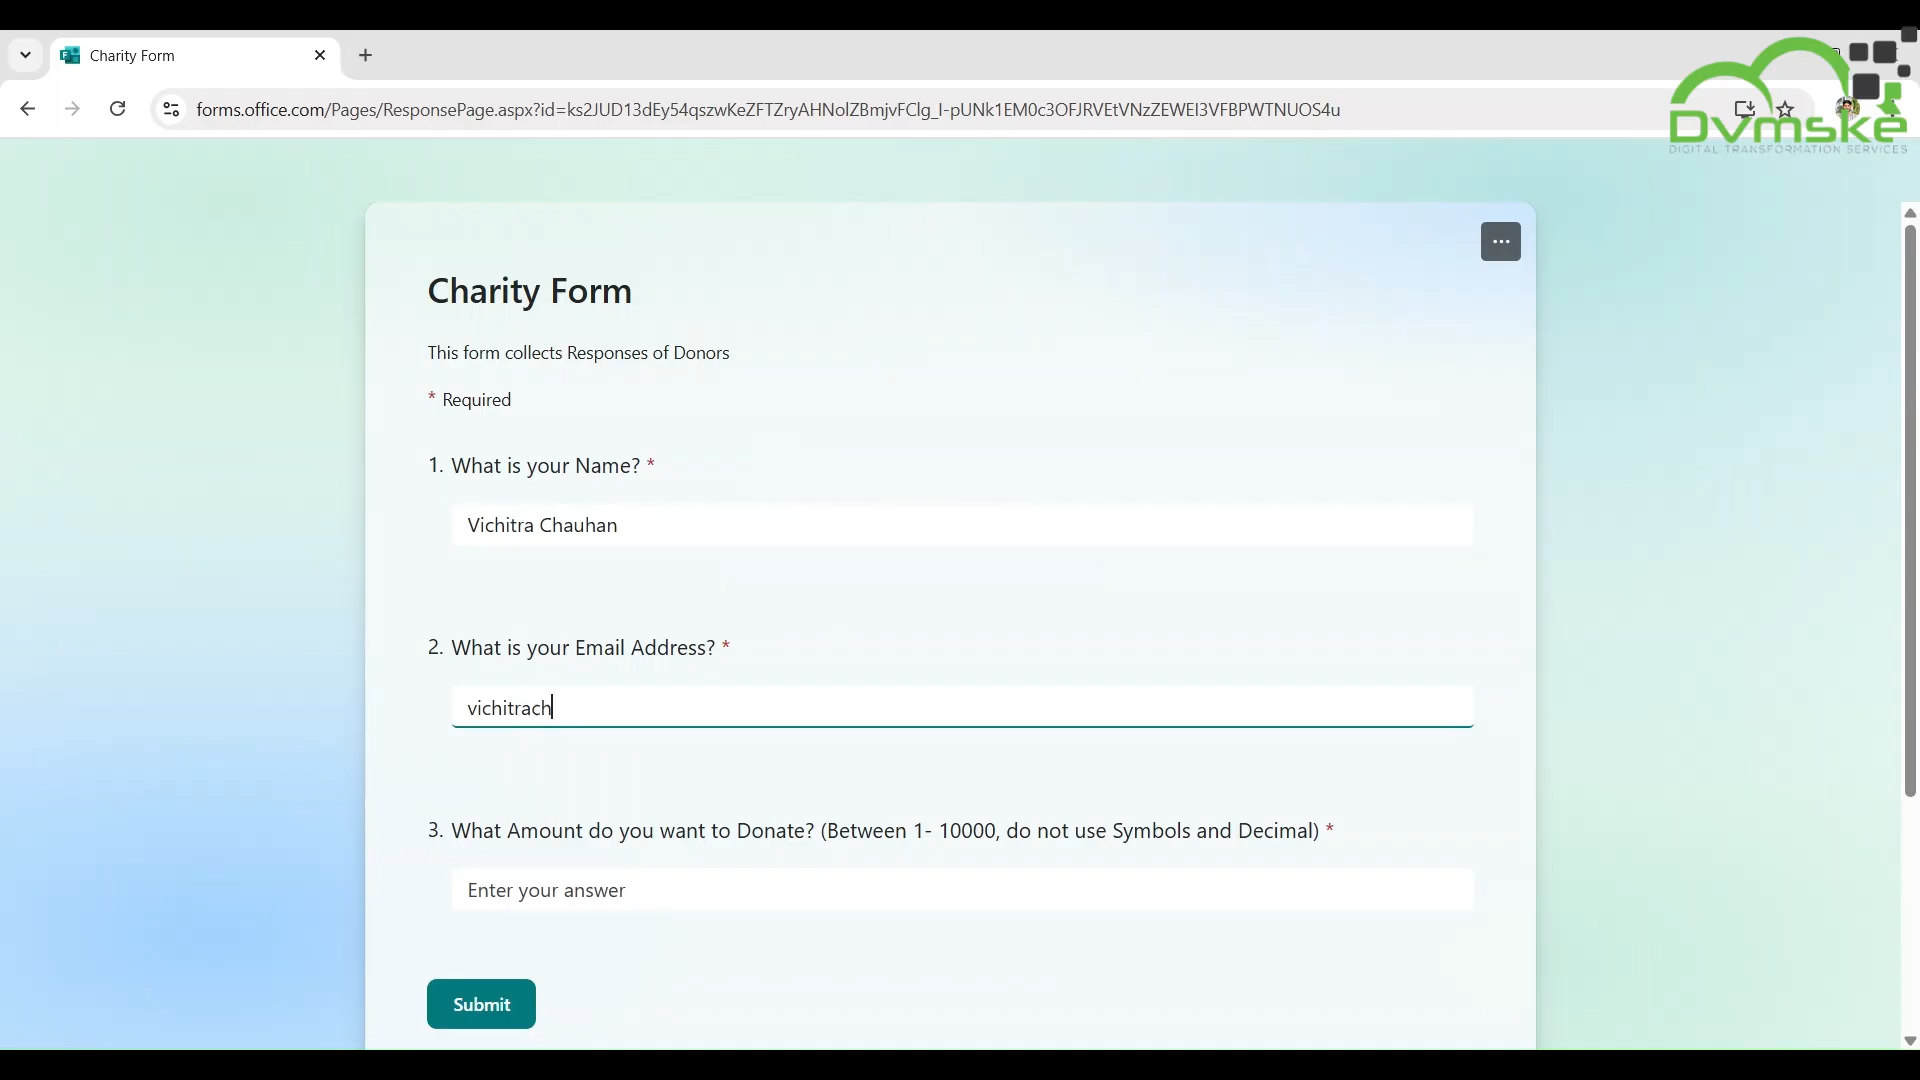 Charity Form
forms.office.com/Pages/ResponsePage.aspx?id=ks2JUD13dEy54qszwKeZFTZryAHNolZBmjvFClg_I-pUNk1EM0c3OFJRVEtVNzZEWEI3VFBPWTNUOS4u
Dvmske
DIGITAL TRANSFORMATION SERVICES
Charity Form
This form collects Responses of Donors
* Required
1. What is your Name? *
Vichitra Chauhan
2. What is your Email Address? *
vichitrach
3. What Amount do you want to Donate? (Between 1- 10000, do not use Symbols and Decimal) *
Enter your answer
Submit